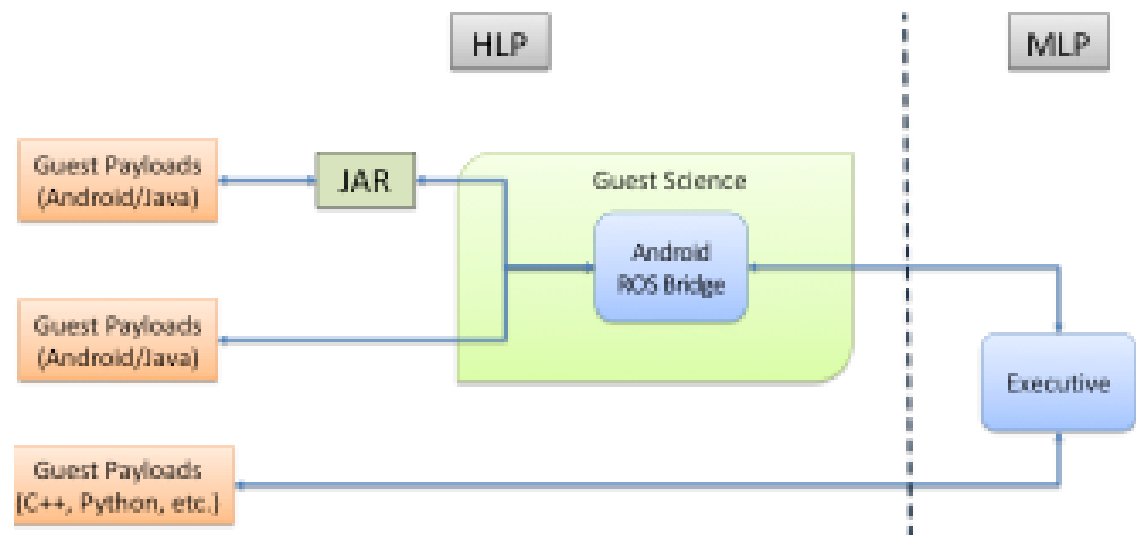 HLP
MLP
Guest Payloads
(Android/Java)
JAR
Guest Science
Android
ROS Bridge
Guest Payloads
(Android/Java)
Executive
Guest Payloads
(C++, Python, etc.)